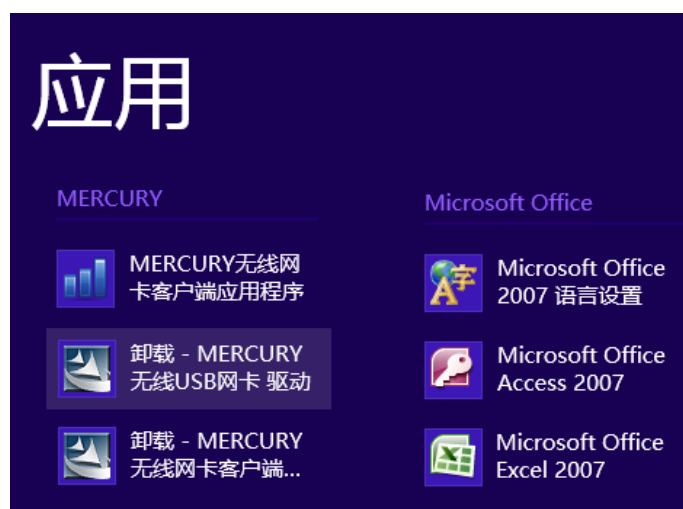 应用
MERCURY
MERCURY无线网
卡客户端应用程序
卸载 - MERCURY
无线USB网卡 驱动
卸载 - MERCURY
无线网卡客户端...
Microsoft Office
字
A
Microsoft Office
2007 语言设置
Microsoft Office
Access 2007
Microsoft Office
Excel 2007